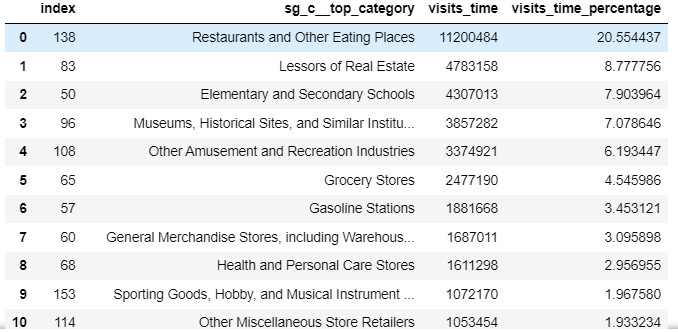 index sg_c__top_category visits_time visits_time_percentage
0 138 Restaurants and Other Eating Places 11200484 20.554437
1 83 Lessors of Real Estate 4783158 8.777756
2 50 Elementary and Secondary Schools 4307013 7.903964
3 96 Museums, Historical Sites, and Similar Institu... 3857282 7.078646
4 108 Other Amusement and Recreation Industries 3374921 6.193447
5 65 Grocery Stores 2477190 4.545986
6 57 Gasoline Stations 1881668 3.453121
7 60 General Merchandise Stores, including Warehous... 1687011 3.095898
8 68 Health and Personal Care Stores 1611298 2.956955
9 153 Sporting Goods, Hobby, and Musical Instrument ... 1072170 1.967580
10 114 Other Miscellaneous Store Retailers 1053454 1.933234